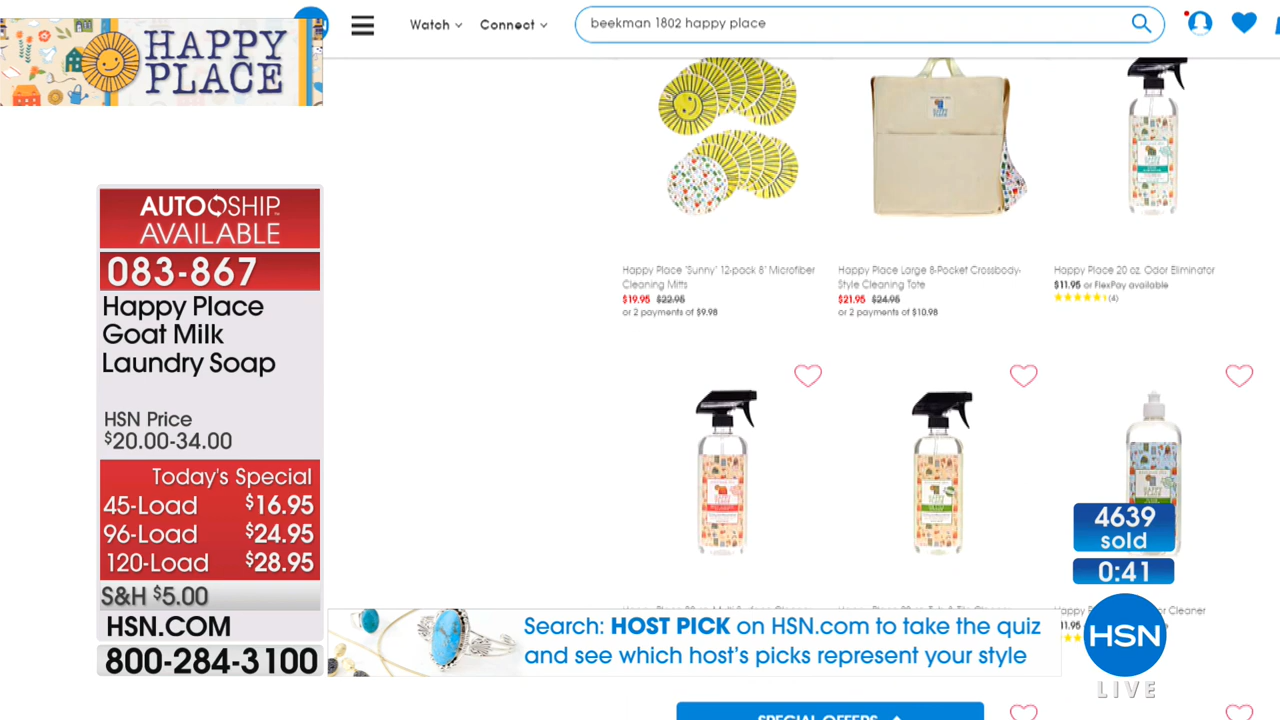 HAPPY
PLACE
Watch
Connect
beekman 1802 happy place
AUTOSHIP
AVAILABLE
083-867
Happy Place
Goat Milk
Laundry Soap
HSN Price
$20.00-34.00
Today's Special
45-Load $16.95
96-Load $24.95
120-Load $28.95
S&H $5.00
HSN.COM
800-284-3100
Happy Place "Sunny" 12-pack 8" Microfiber
Cleaning Mitts
$19.95 $22.95
or 2 payments of $9.98
Happy Place Large 8-Pocket Crossbody-
Style Cleaning Tote
$21.95 $24.95
or 2 payments of $10.98
Happy Place 20 oz. Odor Eliminator
$11.95 or FlexPay available
(4)
HAPPY
PLACE
4639
sold
0:41
Search: HOST PICK on HSN.com to take the quiz
and see which host's picks represent your style
HSN
LIVE
SPECIAL OFFERS